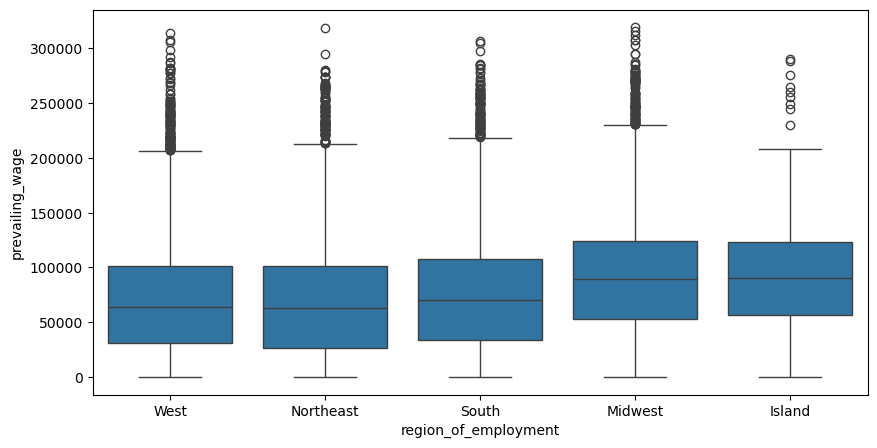 300000
250000
200000
150000
100000
50000
0
prevailing_wage
West Northeast South Midwest Island
region_of_employment